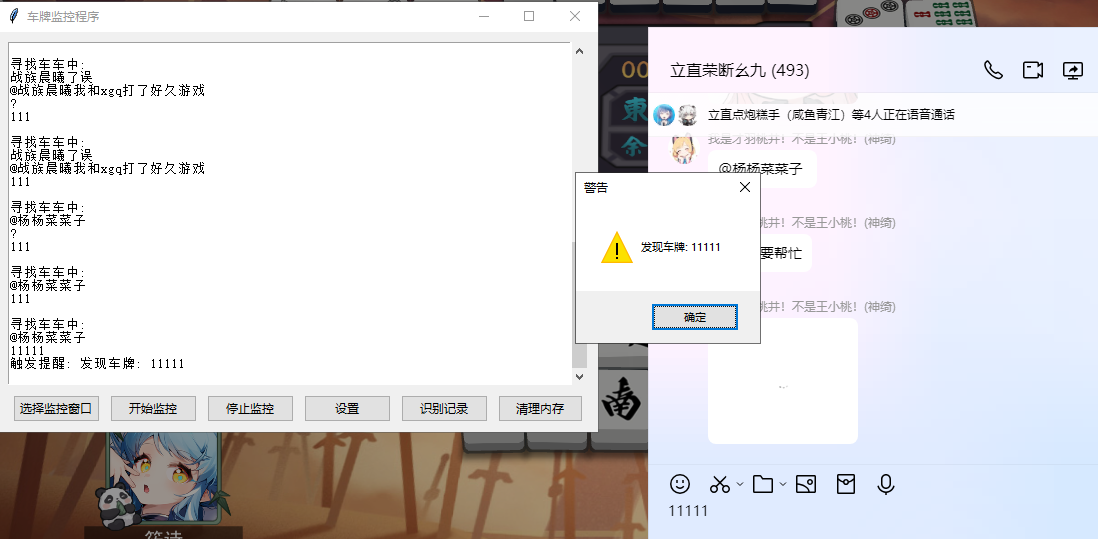 车牌监控程序
寻找车车中:
战族晨曦了误
@战族晨曦我和xgq打了好久游戏
?
111
寻找车车中:
战族晨曦了误
@战族晨曦我和xgq打了好久游戏
111
寻找车车中:
@杨杨菜菜子
?
111
寻找车车中:
@杨杨菜菜子
111
寻找车车中:
@杨杨菜菜子
11111
触发提醒: 发现车牌: 11111
选择监控窗口
开始监控
停止监控
设置
识别记录
清理内存
00
東
余
南
警告
发现车牌: 11111
确定
立直荣断幺九 (493)
立直点炮糕手（咸鱼青江）等4人正在语音通话
我是才羽桃井！不是王小桃！(神绮)
@杨杨菜菜子
桃井！不是王小桃！(神绮)
要帮忙
桃井！不是王小桃！(神绮)
11111